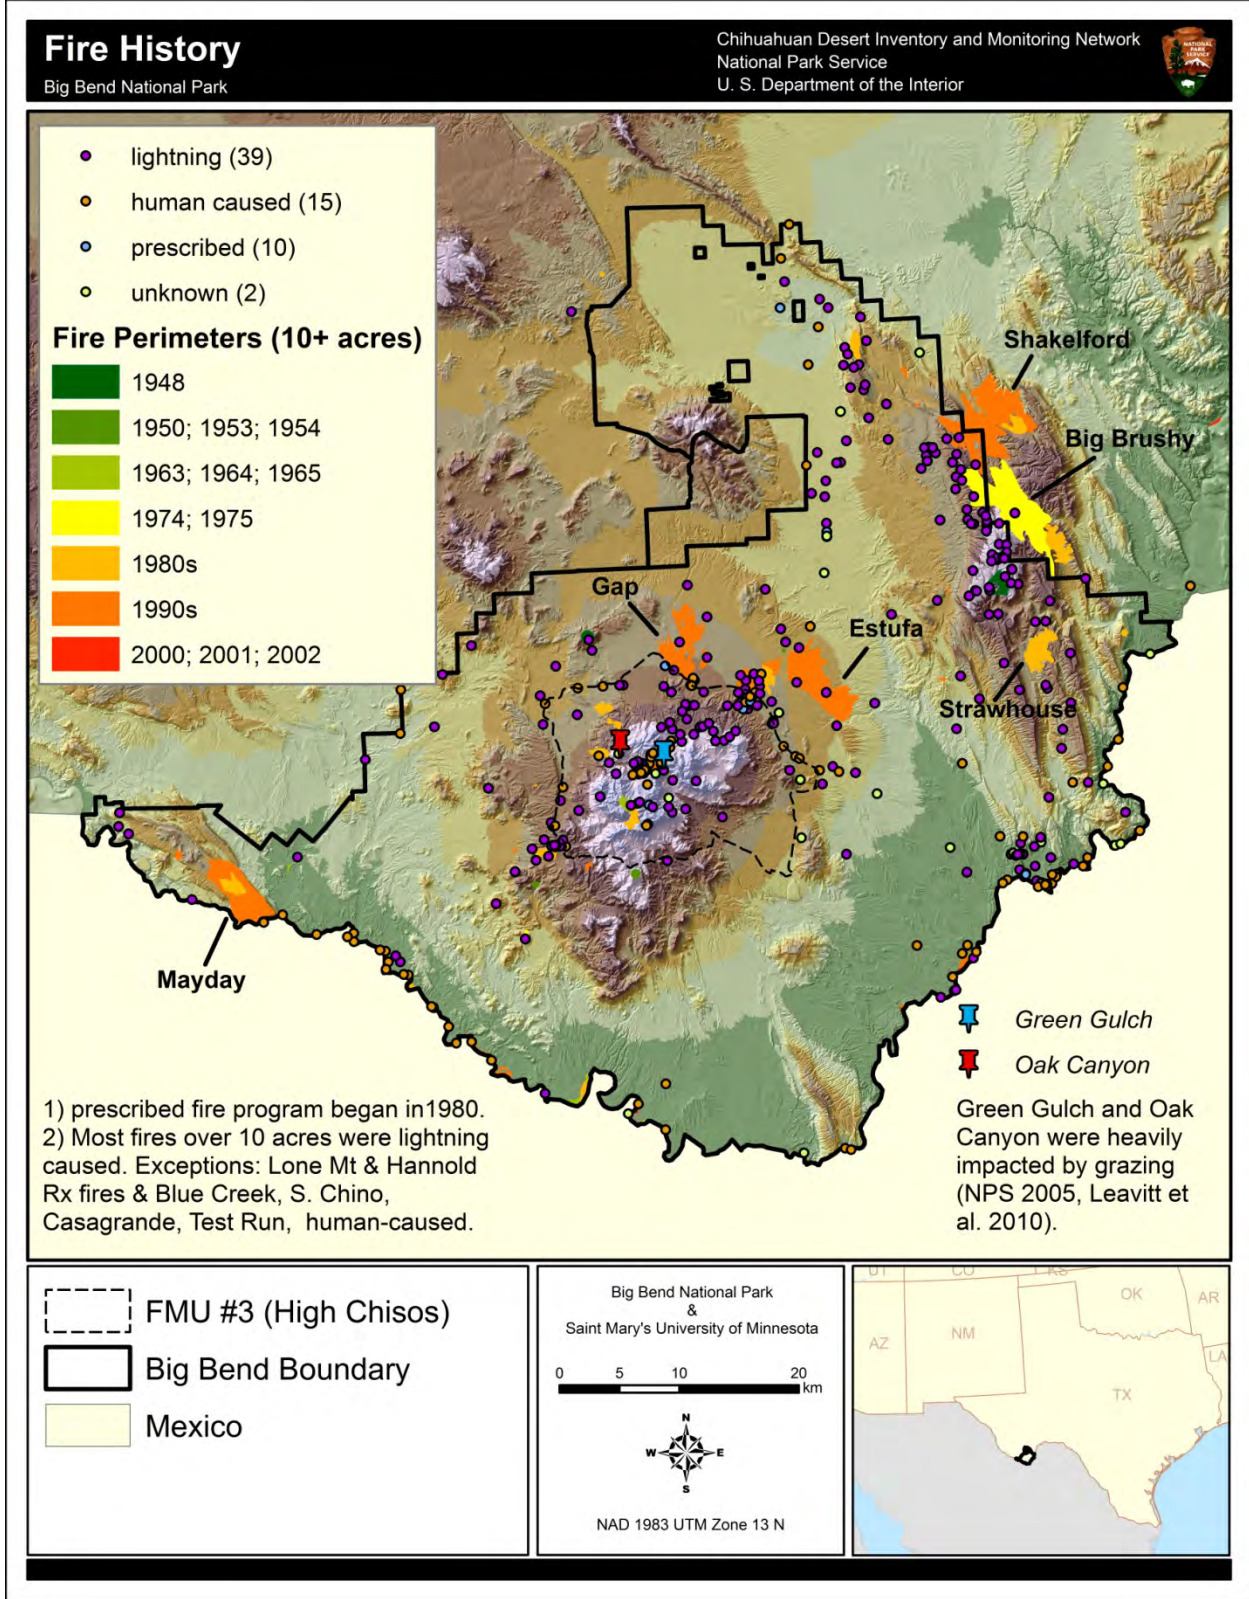 Fire History
Big Bend National Park
Chihuahuan Desert Inventory and Monitoring Network
National Park Service
U. S. Department of the Interior
NATIONAL
PARK
SERVICE
lightning (39)
human caused (15)
prescribed (10)
unknown (2)
Fire Perimeters (10+ acres)
1948
1950; 1953; 1954
1963; 1964; 1965
1974; 1975
1980s
1990s
2000; 2001; 2002
Shakelford
Big Brushy
Gap
Estufa
Strawhouse
Mayday
Green Gulch
Oak Canyon
1) prescribed fire program began in1980.
2) Most fires over 10 acres were lightning
caused. Exceptions: Lone Mt & Hannold
Rx fires & Blue Creek, S. Chino,
Casagrande, Test Run, human-caused.
Green Gulch and Oak
Canyon were heavily
impacted by grazing
(NPS 2005, Leavitt et
al. 2010).
FMU #3 (High Chisos)
Big Bend Boundary
Mexico
Big Bend National Park
&
Saint Mary's University of Minnesota
0 5 10 20
km
N
W E
S
NAD 1983 UTM Zone 13 N
UT CO KS
OK
AR
AZ
NM
LA
TX